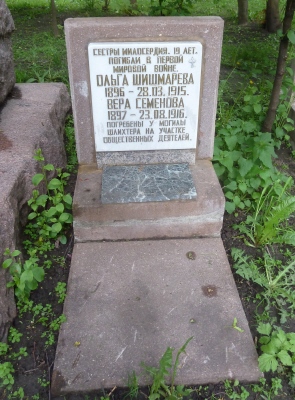 СЕСТРЫ МИЛОСЕРДИЯ. 19 ЛЕТ.
ПОГИБЛИ В ПЕРВОЙ
МИРОВОЙ ВОЙНЕ.
ОЛЬГА ШИШМАРЕВА
1896 - 28.03.1915.
ВЕРА СЕМЕНОВА
1897 - 23.08.1916.
ПОГРЕБЕНЫ У МОГИЛЫ
ШЛИХТЕРА НА УЧАСТКЕ
ОБЩЕСТВЕННЫХ ДЕЯТЕЛЕЙ.